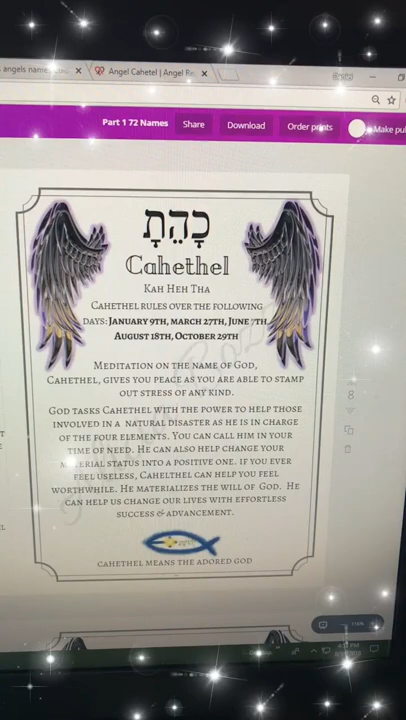 angels names
Angel Cahetel | Angel Re
Part 1 72 Names
Share
Download
Order prints
Make pu
כָהֵתָ
Cahethel
Kah Heh Tha
Cahethel rules over the following
days: January 9th, March 27th, June 7th,
August 18th, October 29th
Meditation on the name of God,
Cahethel, gives you peace as you are able to stamp
out stress of any kind.
God tasks Cahethel with the power to help those
involved in a natural disaster as he is in charge
of the four elements. You can call him in your
time of need. He can also help change your
material status into a positive one. If you ever
feel useless, Cahelthel can help you feel
worthwhile. He materializes the will of God. He
can help us change our lives with effortless
success & advancement.
Cahethel means the adored God
116%